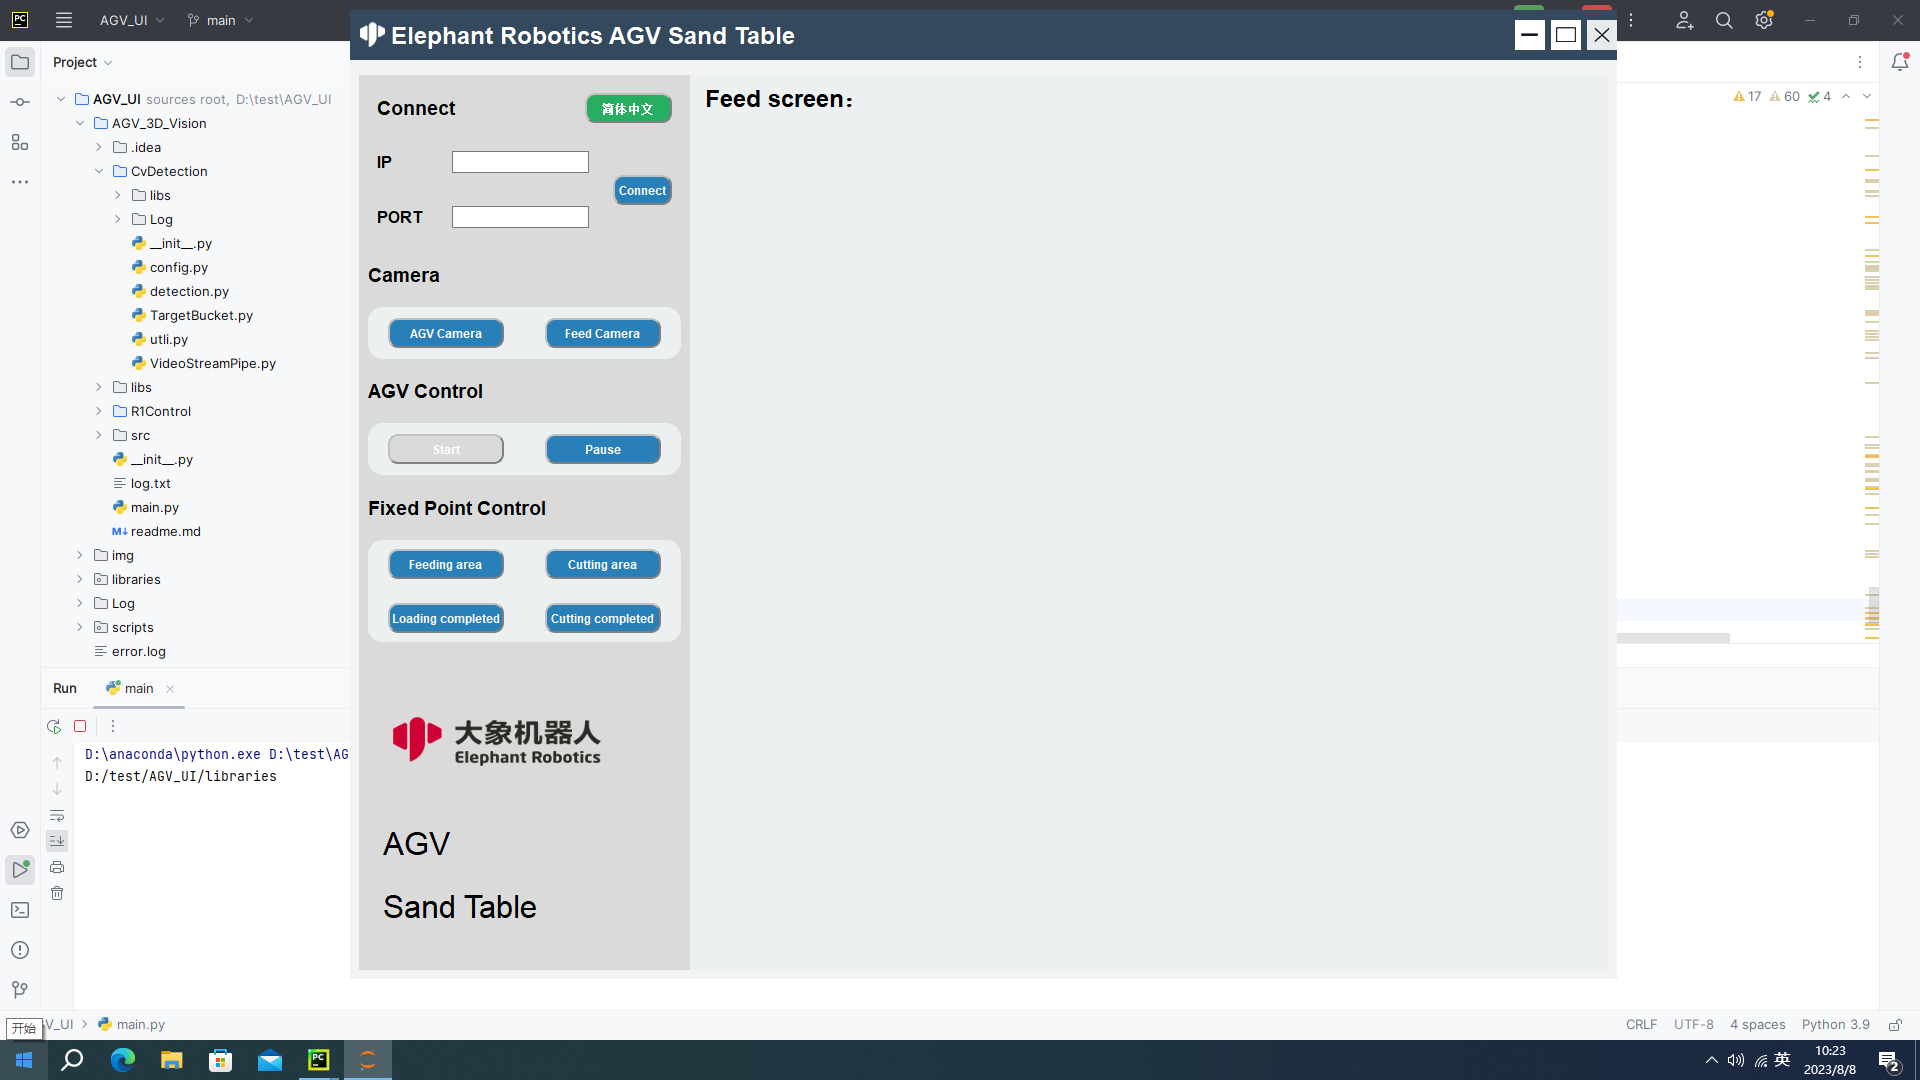 AGV_UI
main
Elephant Robotics AGV Sand Table
Project
AGV_UI sources root, D:\test\AGV_UI
AGV_3D_Vision
.idea
CvDetection
libs
Log
__init__.py
config.py
detection.py
TargetBucket.py
utli.py
VideoStreamPipe.py
libs
R1Control
src
__init__.py
log.txt
main.py
readme.md
img
libraries
Log
scripts
error.log
Connect
简体中文
IP
Connect
PORT
Camera
AGV Camera
Feed Camera
AGV Control
Start
Pause
Fixed Point Control
Feeding area
Cutting area
Loading completed
Cutting completed
大象机器人
Elephant Robotics
AGV
Sand Table
Feed screen：
17
60
4
Run
main
D:\anaconda\python.exe D:\test\AG
D:/test/AGV_UI/libraries
开始
V_UI
main.py
CRLF
UTF-8
4 spaces
Python 3.9
英
10:23
2023/8/8
2